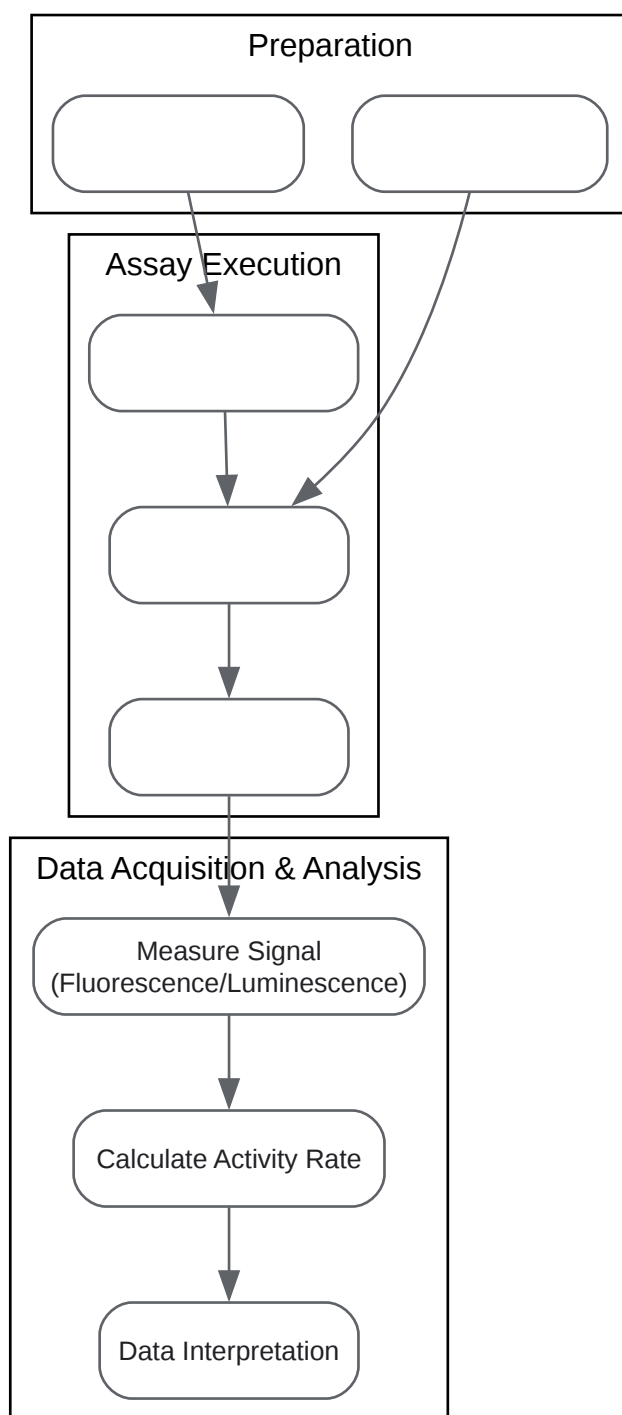 Preparation
Assay Execution
Data Acquisition & Analysis
Measure Signal
(Fluorescence/Luminescence)
Calculate Activity Rate
Data Interpretation